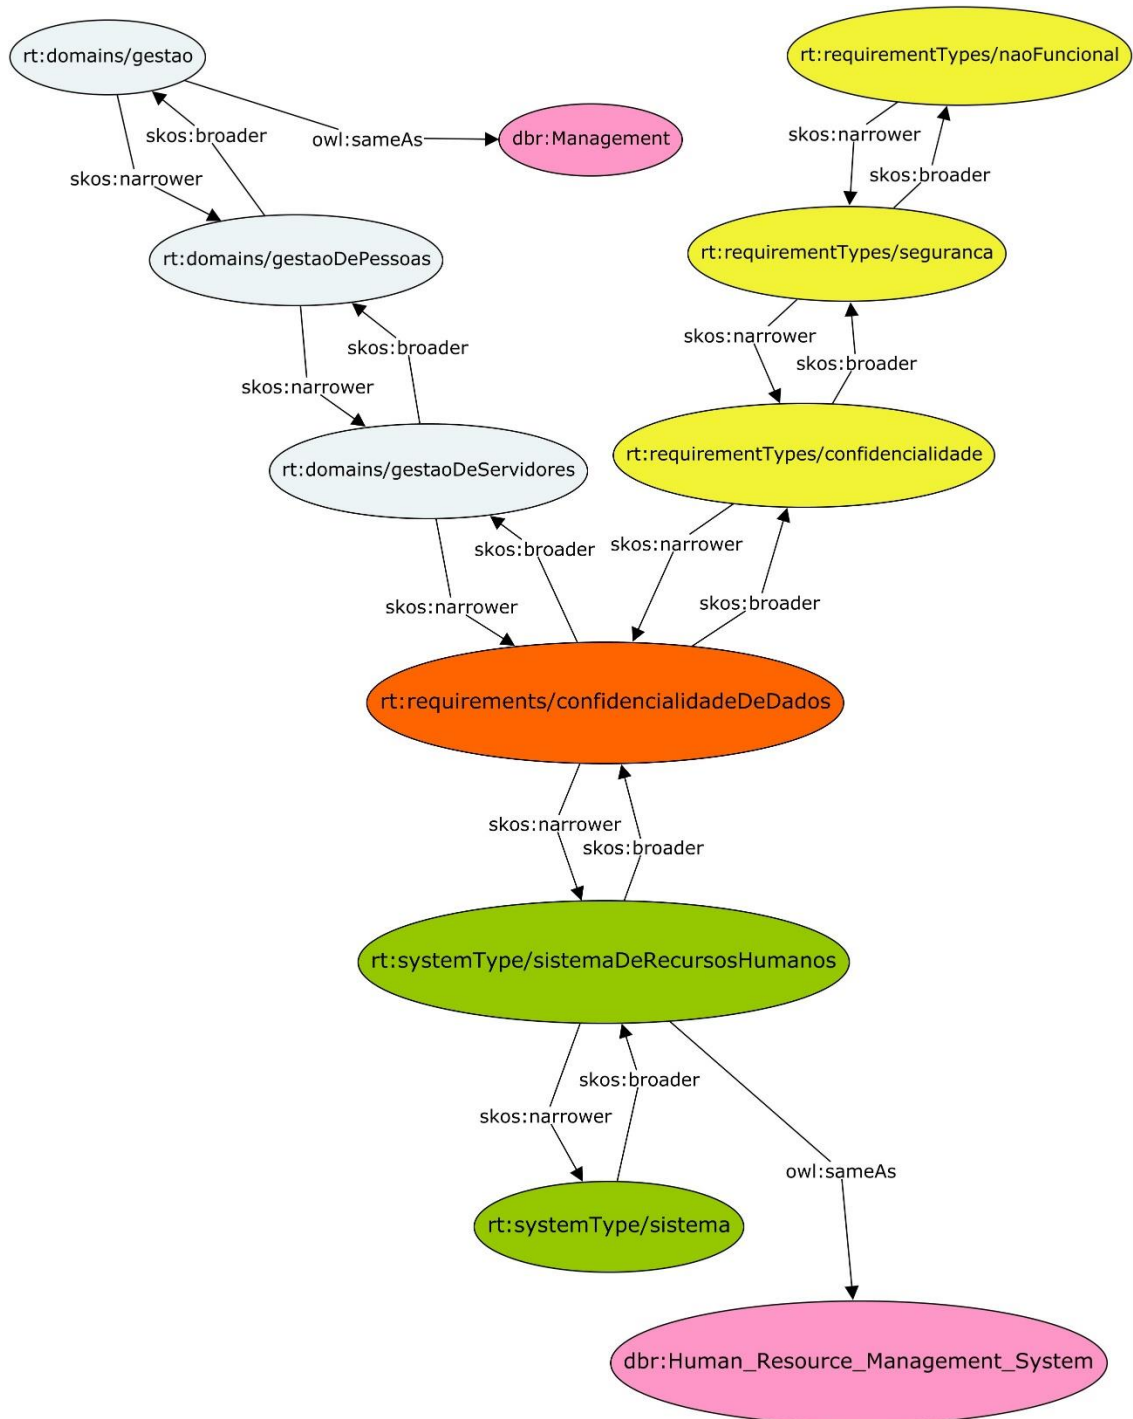 rt:domains/gestao
rt:requirementTypes/naoFuncional
skos:broader
owl:sameAs
dbr:Management
skos:narrower
skos:narrower
skos:broader
rt:domains/gestaoDePessoas
rt:requirementTypes/seguranca
skos:broader
skos:narrower
skos:narrower
skos:broader
rt:domains/gestaoDeServidores
rt:requirementTypes/confidencialidade
skos:broader
skos:narrower
skos:narrower
skos:broader
rt:requirements/confidencialidadeDeDados
skos:narrower
skos:broader
rt:systemType/sistemaDeRecursosHumanos
skos:broader
skos:narrower
owl:sameAs
rt:systemType/sistema
dbr:Human_Resource_Management_System